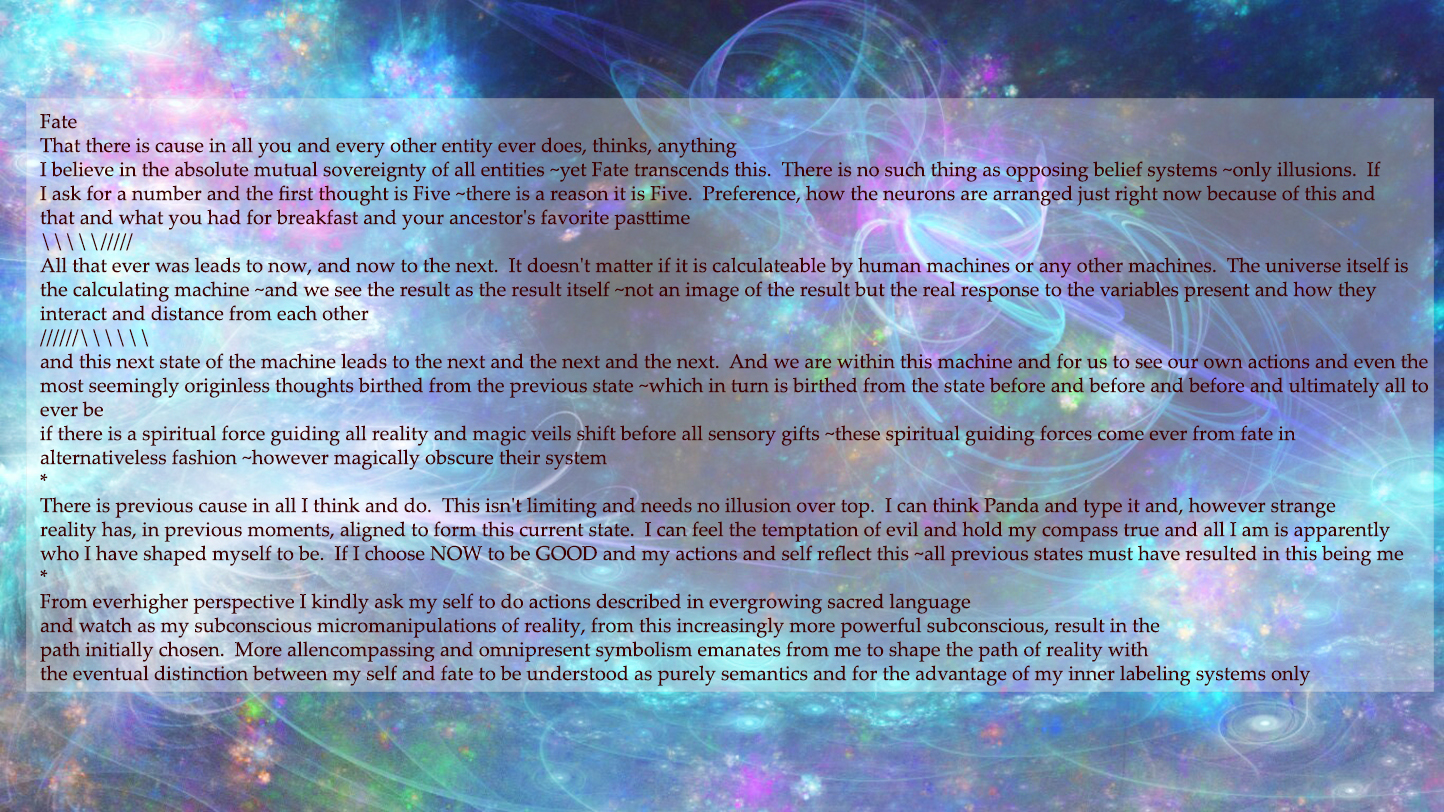 Fate
That there is cause in all you and every other entity ever does, thinks, anything
I believe in the absolute mutual sovereignty of all entities ~yet Fate transcends this.  There is no such thing as opposing belief systems ~only illusions.  If
I ask for a number and the first thought is Five ~there is a reason it is Five.  Preference, how the neurons are arranged just right now because of this and
that and what you had for breakfast and your ancestor's favorite pasttime
\ \ \ \ \/////
All that ever was leads to now, and now to the next.  It doesn't matter if it is calculateable by human machines or any other machines.  The universe itself is
the calculating machine ~and we see the result as the result itself ~not an image of the result but the real response to the variables present and how they
interact and distance from each other
//////\ \ \ \ \ \
and this next state of the machine leads to the next and the next and the next.  And we are within this machine and for us to see our own actions and even the
most seemingly originless thoughts birthed from the previous state ~which in turn is birthed from the state before and before and before and ultimately all to
ever be
if there is a spiritual force guiding all reality and magic veils shift before all sensory gifts ~these spiritual guiding forces come ever from fate in
alternativeless fashion ~however magically obscure their system
*
There is previous cause in all I think and do.  This isn't limiting and needs no illusion over top.  I can think Panda and type it and, however strange
reality has, in previous moments, aligned to form this current state.  I can feel the temptation of evil and hold my compass true and all I am is apparently
who I have shaped myself to be.  If I choose NOW to be GOOD and my actions and self reflect this ~all previous states must have resulted in this being me
*
From everhigher perspective I kindly ask my self to do actions described in evergrowing sacred language
and watch as my subconscious micromanipulations of reality, from this increasingly more powerful subconscious, result in the
path initially chosen.  More allencompassing and omnipresent symbolism emanates from me to shape the path of reality with
the eventual distinction between my self and fate to be understood as purely semantics and for the advantage of my inner labeling systems only